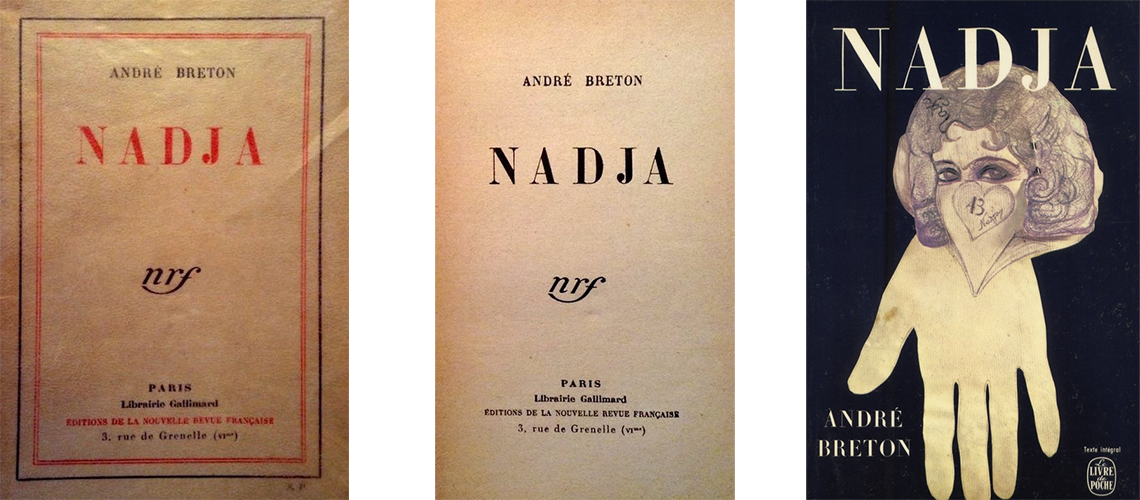 ANDRÉ BRETON
NADJA
nrf
PARIS
Librairie Gallimard
ÉDITIONS DE LA NOUVELLE REVUE FRANÇAISE
3, rue de Grenelle (VIme)
ANDRÉ BRETON
NADJA
nrf
PARIS
Librairie Gallimard
ÉDITIONS DE LA NOUVELLE REVUE FRANÇAISE
3, rue de Grenelle (VIme)
NADJA
13
ANDRÉ
BRETON
Texte intégral
Le
LIVRE
de
POCHE